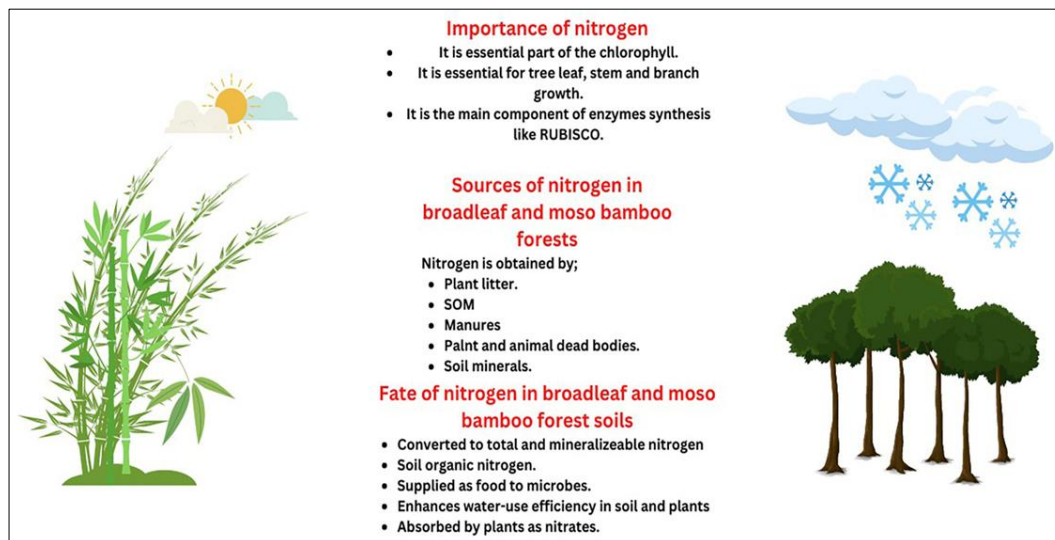 Importance of nitrogen
• It is essential part of the chlorophyll.
• It is essential for tree leaf, stem and branch
growth.
• It is the main component of enzymes synthesis
like RUBISCO.
Sources of nitrogen in
broadleaf and moso bamboo
forests
Nitrogen is obtained by;
• Plant litter.
• SOM
• Manures
• Palnt and animal dead bodies.
• Soil minerals.
Fate of nitrogen in broadleaf and moso
bamboo forest soils
• Converted to total and mineralizeable nitrogen
• Soil organic nitrogen.
• Supplied as food to microbes.
• Enhances water-use efficiency in soil and plants
• Absorbed by plants as nitrates.